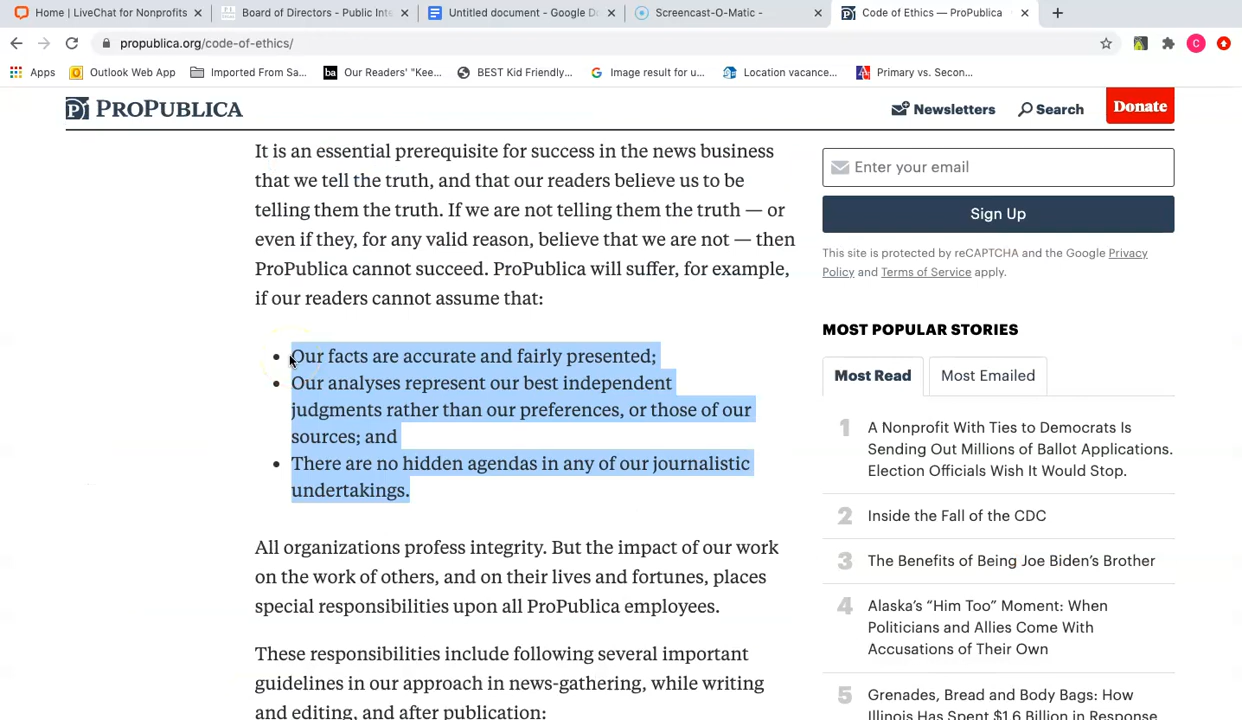 Home | LiveChat for Nonprofits
Board of Directors - Public Inte
Untitled document - Google Do
Screencast-O-Matic -
Code of Ethics — ProPublica
propublica.org/code-of-ethics/
Apps
Outlook Web App
Imported From Sa...
ba
Our Readers' "Kee...
BEST Kid Friendly...
Image result for u...
Location vacance...
Primary vs. Secon...
C
PROPUBLICA
Newsletters
Search
Donate
It is an essential prerequisite for success in the news business
that we tell the truth, and that our readers believe us to be
telling them the truth. If we are not telling them the truth — or
even if they, for any valid reason, believe that we are not — then
ProPublica cannot succeed. ProPublica will suffer, for example,
if our readers cannot assume that:
• Our facts are accurate and fairly presented;
• Our analyses represent our best independent
judgments rather than our preferences, or those of our
sources; and
• There are no hidden agendas in any of our journalistic
undertakings.
All organizations profess integrity. But the impact of our work
on the work of others, and on their lives and fortunes, places
special responsibilities upon all ProPublica employees.
These responsibilities include following several important
guidelines in our approach in news-gathering, while writing
and editing, and after publication:
Enter your email
Sign Up
This site is protected by reCAPTCHA and the Google Privacy
Policy and Terms of Service apply.
MOST POPULAR STORIES
Most Read
Most Emailed
1 A Nonprofit With Ties to Democrats Is
Sending Out Millions of Ballot Applications.
Election Officials Wish It Would Stop.
2 Inside the Fall of the CDC
3 The Benefits of Being Joe Biden's Brother
4 Alaska's “Him Too” Moment: When
Politicians and Allies Come With
Accusations of Their Own
5 Grenades, Bread and Body Bags: How
Illinois Has Spent $1.6 Billion in Response